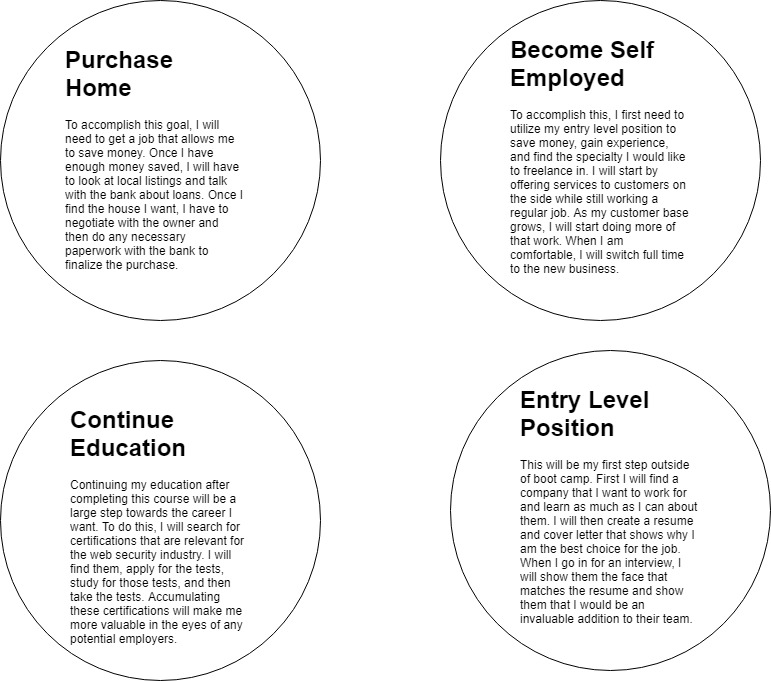 Purchase
Home
To accomplish this goal, I will
need to get a job that allows me
to save money. Once I have
enough money saved, I will have
to look at local listings and talk
with the bank about loans. Once I
find the house I want, I have to
negotiate with the owner and
then do any necessary
paperwork with the bank to
finalize the purchase.
Become Self
Employed
To accomplish this, I first need to
utilize my entry level position to
save money, gain experience,
and find the specialty I would like
to freelance in. I will start by
offering services to customers on
the side while still working a
regular job. As my customer base
grows, I will start doing more of
that work. When I am
comfortable, I will switch full time
to the new business.
Continue
Education
Continuing my education after
completing this course will be a
large step towards the career I
want. To do this, I will search for
certifications that are relevant for
the web security industry. I will
find them, apply for the tests,
study for those tests, and then
take the tests. Accumulating
these certifications will make me
more valuable in the eyes of any
potential employers.
Entry Level
Position
This will be my first step outside
of boot camp. First I will find a
company that I want to work for
and learn as much as I can about
them. I will then create a resume
and cover letter that shows why I
am the best choice for the job.
When I go in for an interview, I
will show them the face that
matches the resume and show
them that I would be an
invaluable addition to their team.